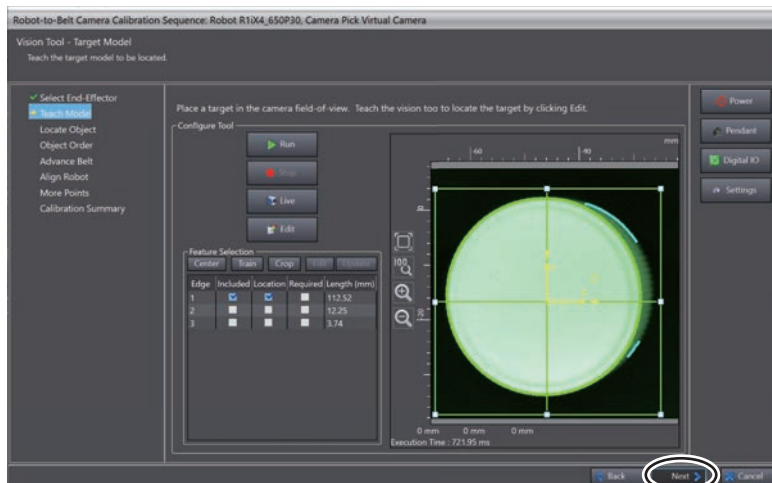 Robot-to-Belt Camera Calibration Sequence: Robot R1iX4_650P30, Camera Pick Virtual Camera
Vision Tool - Target Model
Teach the target model to be located.
Select End-Effector
Teach Model
Locate Object
Object Order
Advance Belt
Align Robot
More Points
Calibration Summary
Place a target in the camera field-of-view. Teach the vision too to locate the target by clicking Edit.
Configure Tool
Run
Stop
Live
Edit
Feature Selection
Center Train Crop Edit Update
Edge Included Location Required Length (mm)
1 112.52
2 12.25
3 3.74
100
mm
-60 -40
0
-20
0 mm 0 mm 0 mm
Execution Time : 721.95 ms
Power
Pendant
Digital IO
Settings
Back Next Cancel